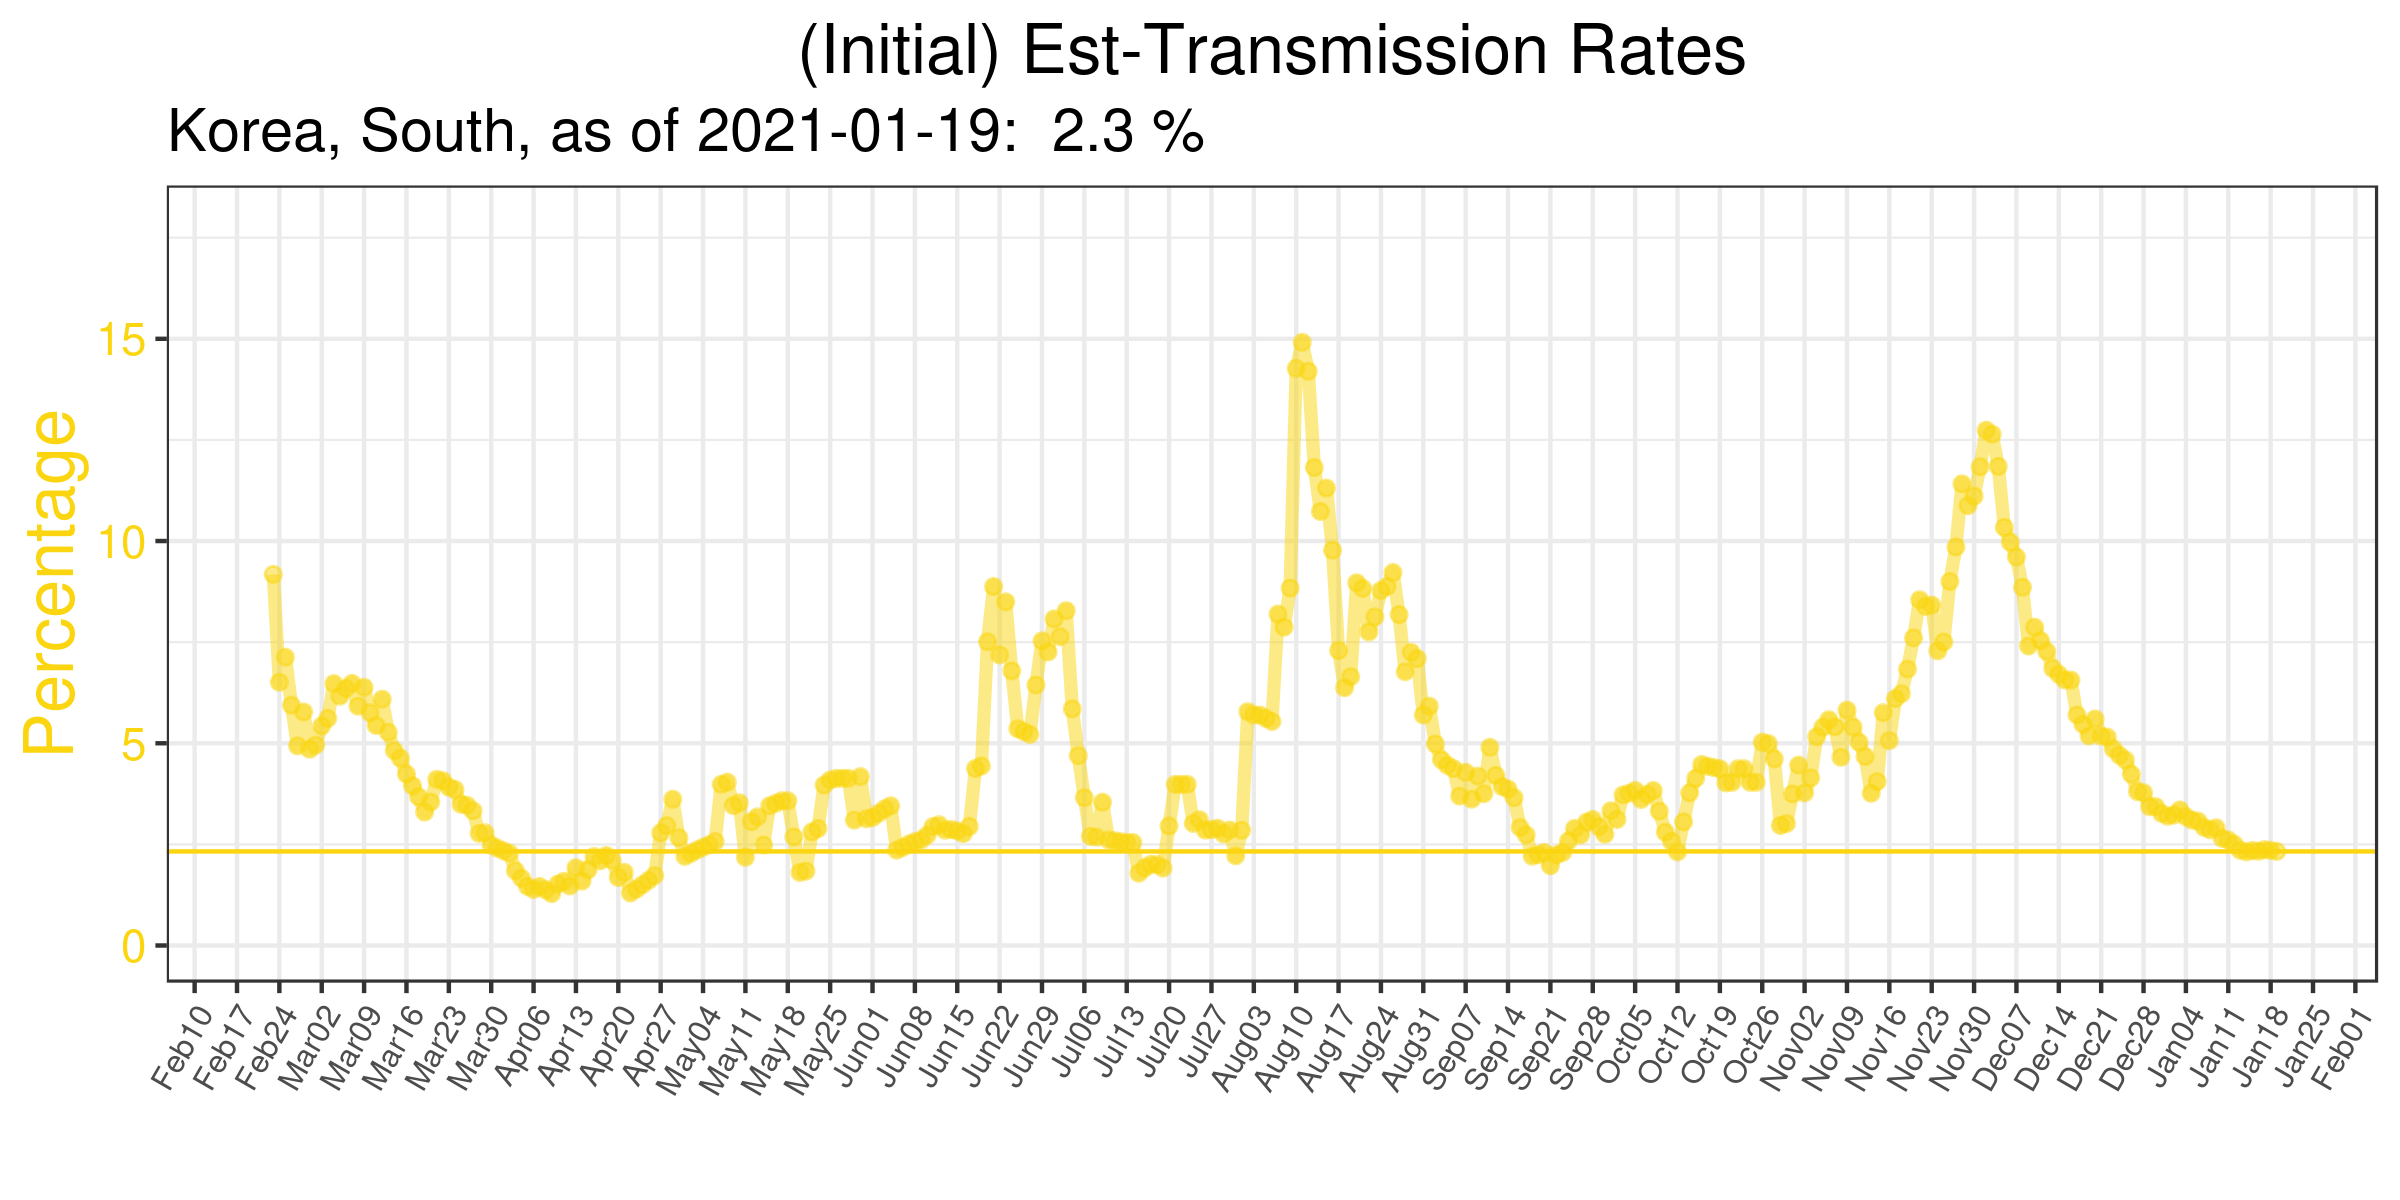 (Initial) Est-Transmission Rates
Korea, South, as of 2021-01-19:  2.3 %
Percentage
15
10
5
0
Feb10 Feb17 Feb24 Mar02 Mar09 Mar16 Mar23 Mar30 Apr06 Apr13 Apr20 Apr27 May04 May11 May18 May25 Jun01 Jun08 Jun15 Jun22 Jun29 Jul06 Jul13 Jul20 Jul27 Aug03 Aug10 Aug17 Aug24 Aug31 Sep07 Sep14 Sep21 Sep28 Oct05 Oct12 Oct19 Oct26 Nov02 Nov09 Nov16 Nov23 Nov30 Dec07 Dec14 Dec21 Dec28 Jan04 Jan11 Jan18 Jan25 Feb01